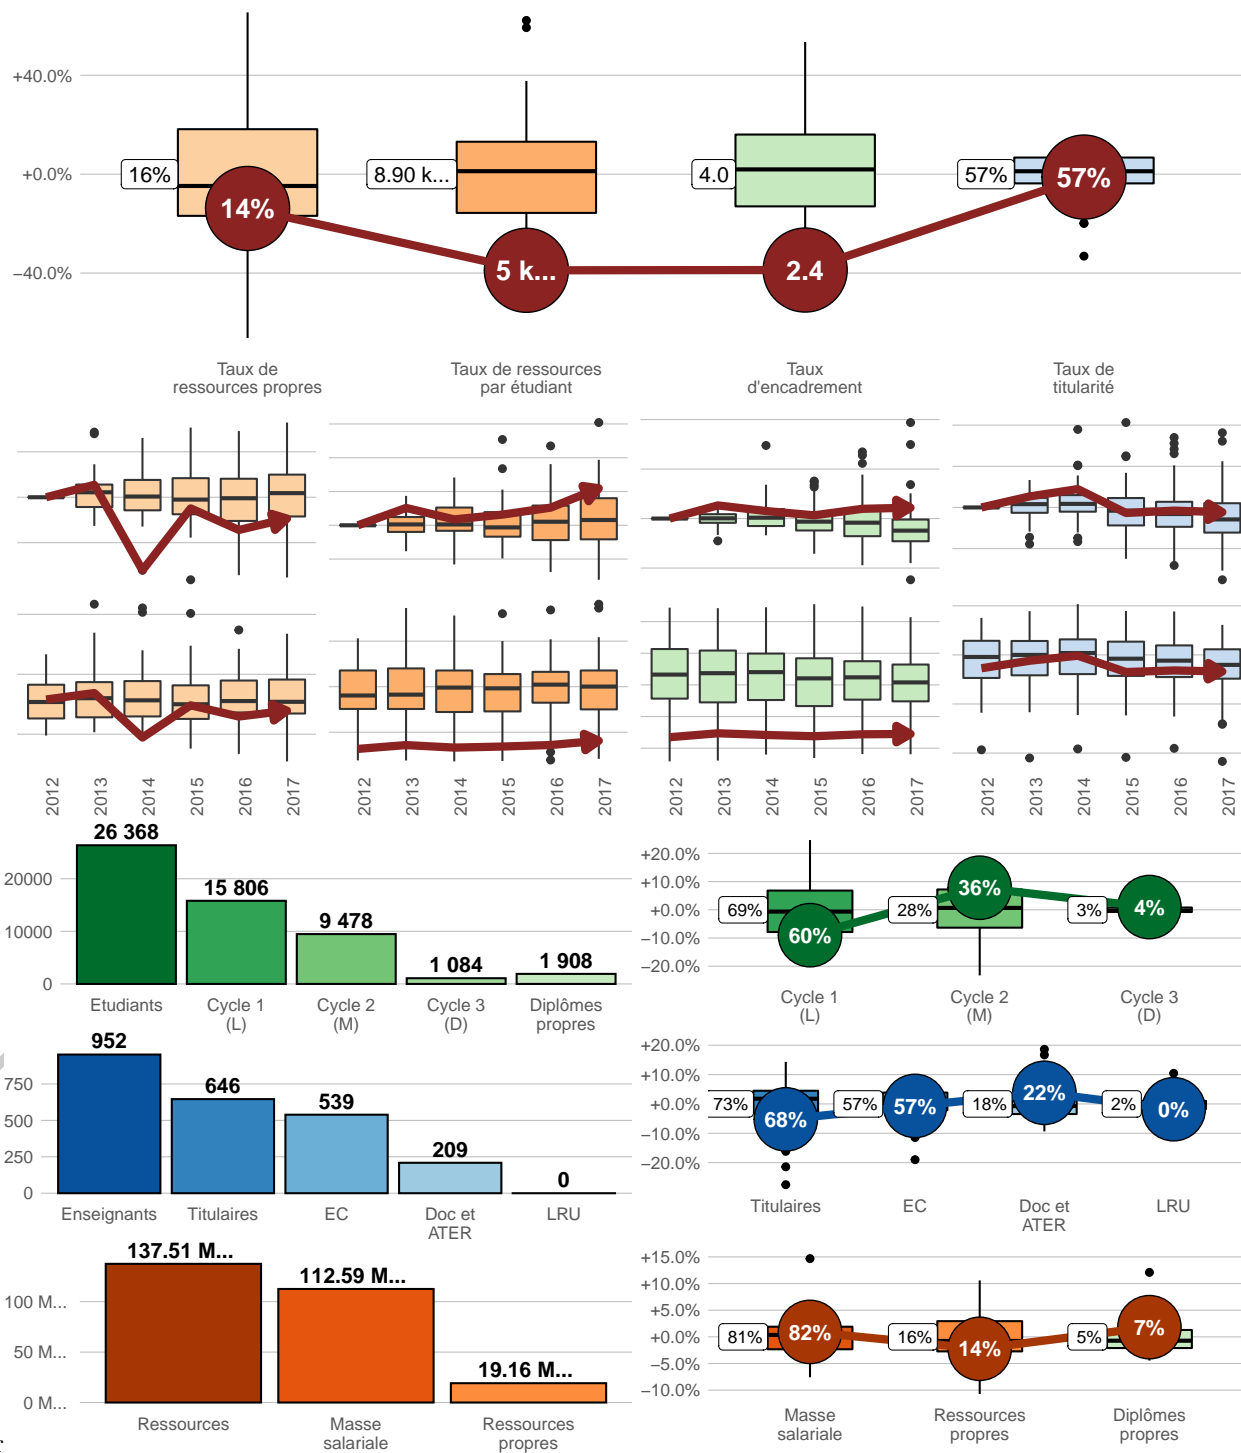 +40.0%
+0.0%
−40.0%
16%
14%
8.90 k...
5 k...
4.0
2.4
57%
57%
Taux de
ressources propres
Taux de ressources
par étudiant
Taux
d'encadrement
Taux de
titularité
2012 2013 2014 2015 2016 2017
2012 2013 2014 2015 2016 2017
2012 2013 2014 2015 2016 2017
2012 2013 2014 2015 2016 2017
20000
10000
0
26 368
15 806
9 478
1 084
1 908
Etudiants
Cycle 1
(L)
Cycle 2
(M)
Cycle 3
(D)
Diplômes
propres
+20.0%
+10.0%
+0.0%
−10.0%
−20.0%
69%
60%
28%
36%
3%
4%
Cycle 1
(L)
Cycle 2
(M)
Cycle 3
(D)
750
500
250
0
952
646
539
209
0
Enseignants
Titulaires
EC
Doc et
ATER
LRU
+20.0%
+10.0%
+0.0%
−10.0%
−20.0%
73%
68%
57%
57%
18%
22%
2%
0%
Titulaires
EC
Doc et
ATER
LRU
100 M...
50 M...
0 M...
137.51 M...
112.59 M...
19.16 M...
Ressources
Masse
salariale
Ressources
propres
+15.0%
+10.0%
+5.0%
+0.0%
−5.0%
−10.0%
81%
82%
16%
14%
5%
7%
Masse
salariale
Ressources
propres
Diplômes
propres